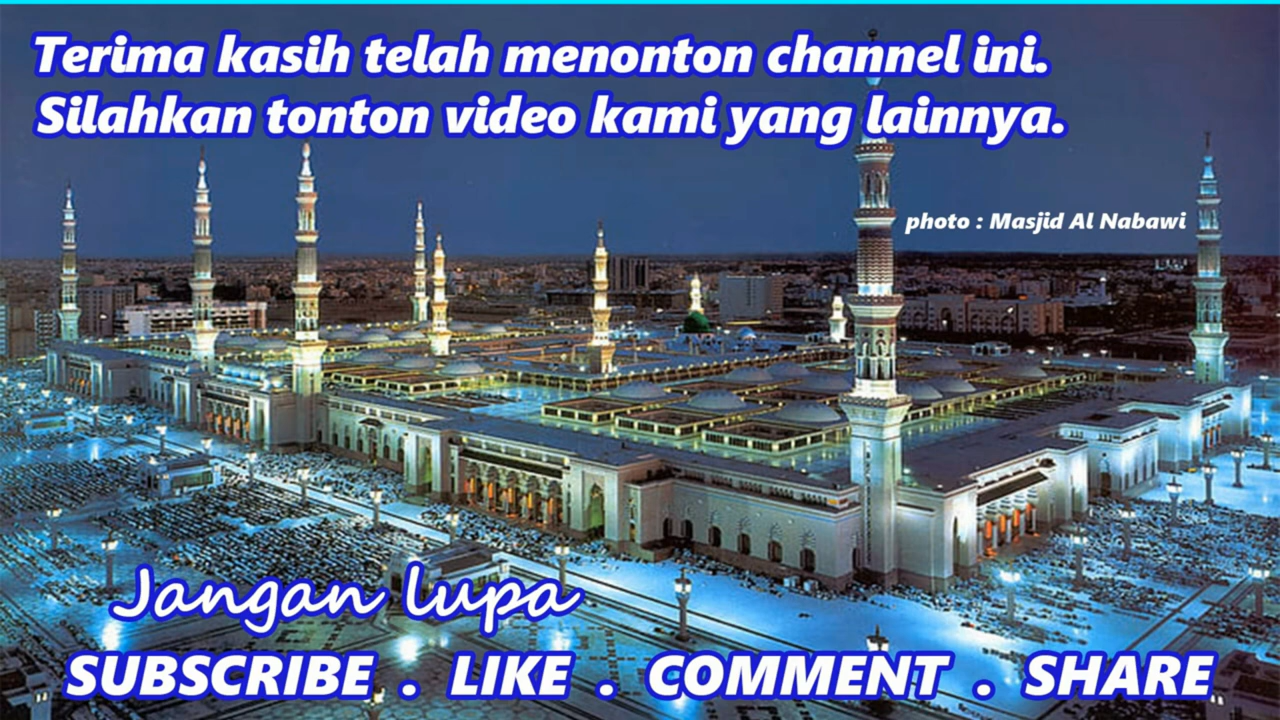 Terima kasih telah menonton channel ini.
Silahkan tonton video kami yang lainnya.
photo : Masjid Al Nabawi
Jangan lupa
SUBSCRIBE . LIKE . COMMENT . SHARE